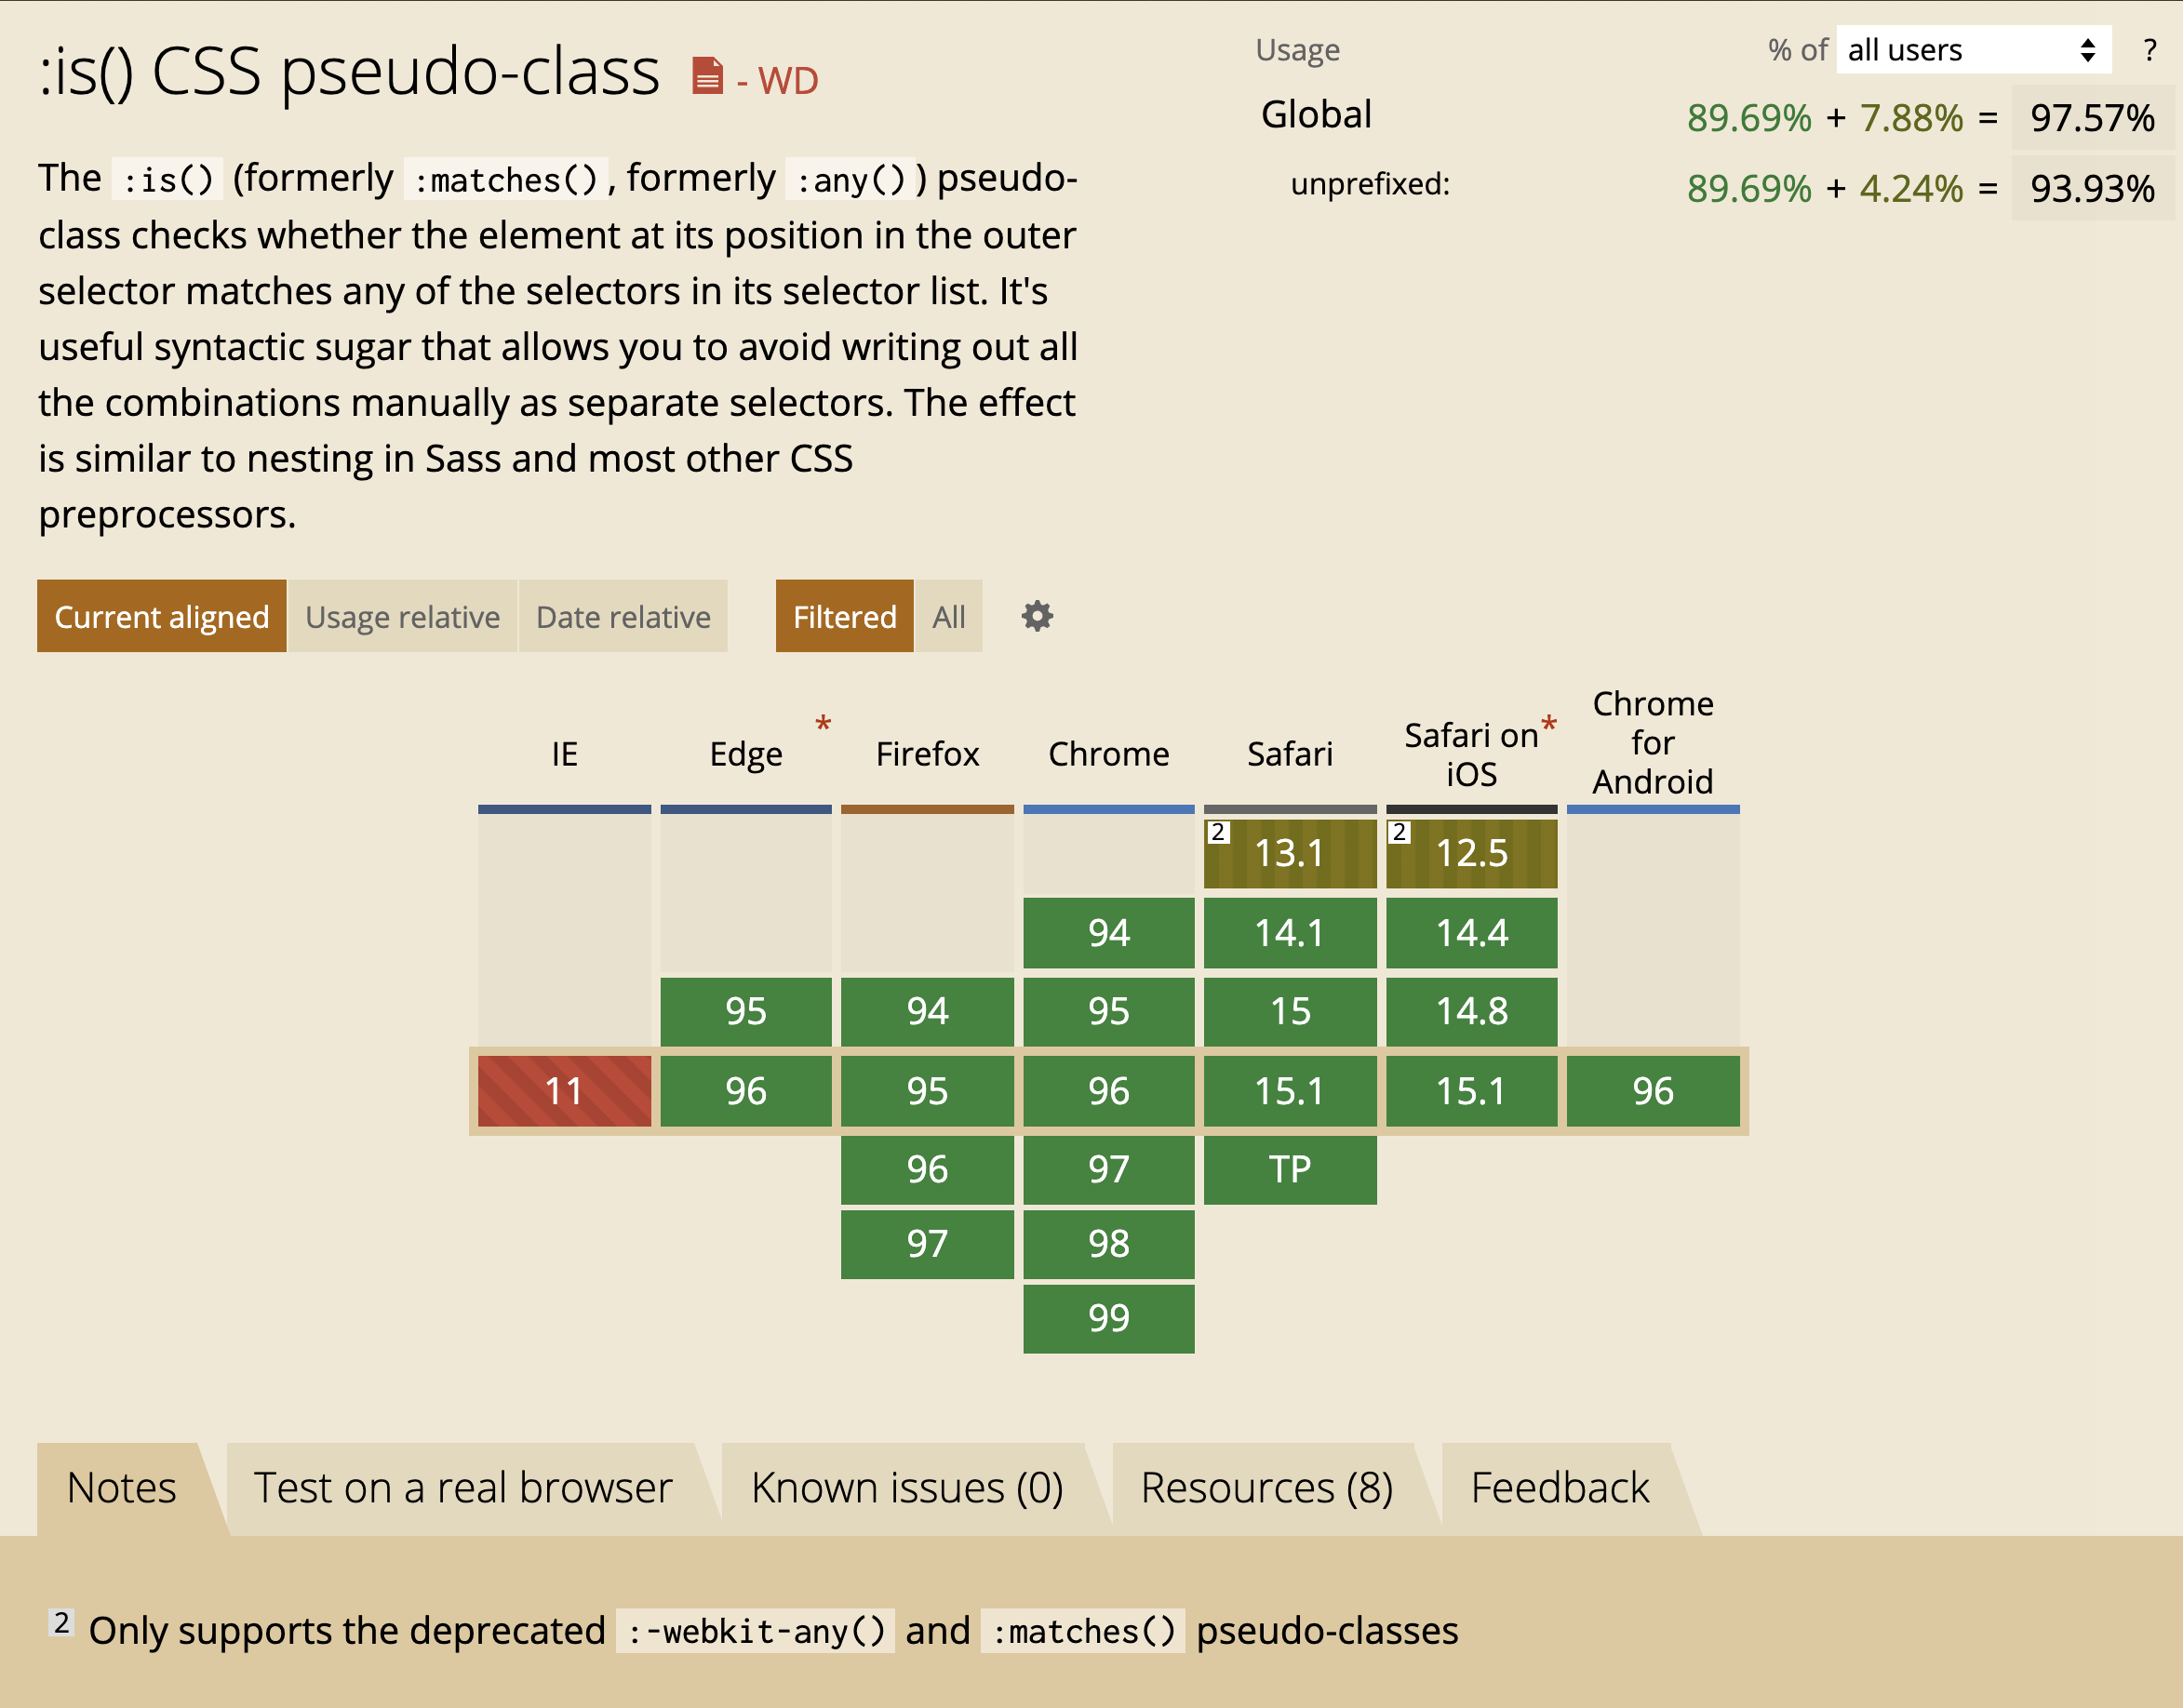 :is() CSS pseudo-class - WD
Usage % of all users ?
Global 89.69% + 7.88% = 97.57%
unprefixed: 89.69% + 4.24% = 93.93%
The :is() (formerly :matches(), formerly :any()) pseudo-
class checks whether the element at its position in the outer
selector matches any of the selectors in its selector list. It's
useful syntactic sugar that allows you to avoid writing out all
the combinations manually as separate selectors. The effect
is similar to nesting in Sass and most other CSS
preprocessors.
Current aligned Usage relative Date relative Filtered All
IE Edge * Firefox Chrome Safari Safari on * iOS Chrome for Android
2 13.1 2 12.5
94 14.1 14.4
95 94 95 15 14.8
11 96 95 96 15.1 15.1 96
96 97 TP
97 98
99
Notes Test on a real browser Known issues (0) Resources (8) Feedback
2 Only supports the deprecated :-webkit-any() and :matches() pseudo-classes